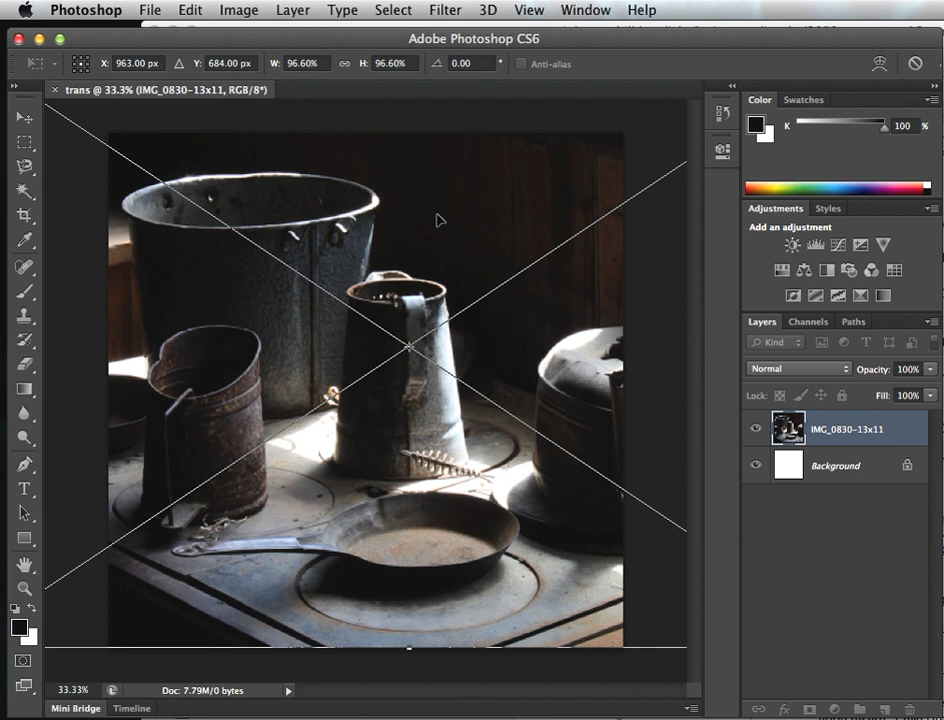 Photoshop File Edit Image Layer Type Select Filter 3D View Window Help
Adobe Photoshop CS6
X: 963.00 px Y: 684.00 px W: 96.60% H: 96.60% 0.00 ° Anti-alias
× trans @ 33.3% (IMG_0830-13x11, RGB/8*)
Color Swatches
K 100 %
Adjustments Styles
Add an adjustment
Layers Channels Paths
Kind
Normal Opacity: 100%
Lock: Fill: 100%
IMG_0830-13x11
Background
33.33% Doc: 7.79M/0 bytes
Mini Bridge Timeline